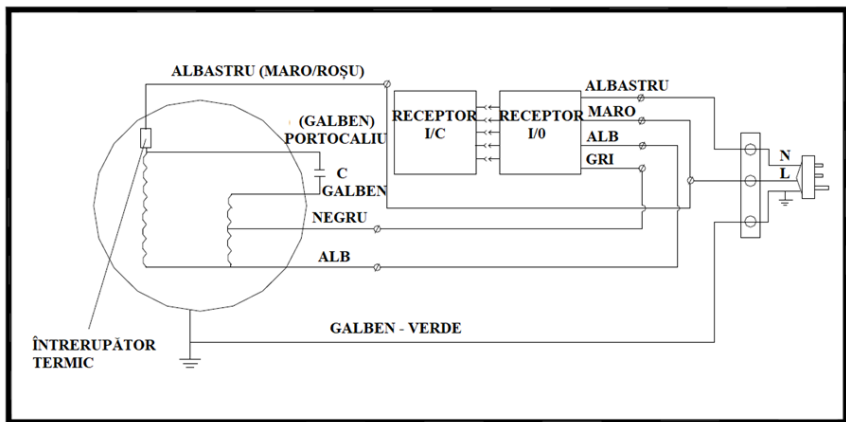 ALBASTRU (MARO/ROȘU)
ALBASTRU
RECEPTOR
I/C
RECEPTOR
I/0
MARO
(GALBEN)
PORTOCALIU
ALB
GRI
N
L
C
GALBEN
NEGRU
ALB
GALBEN - VERDE
ÎNTRERUPĂTOR
TERMIC